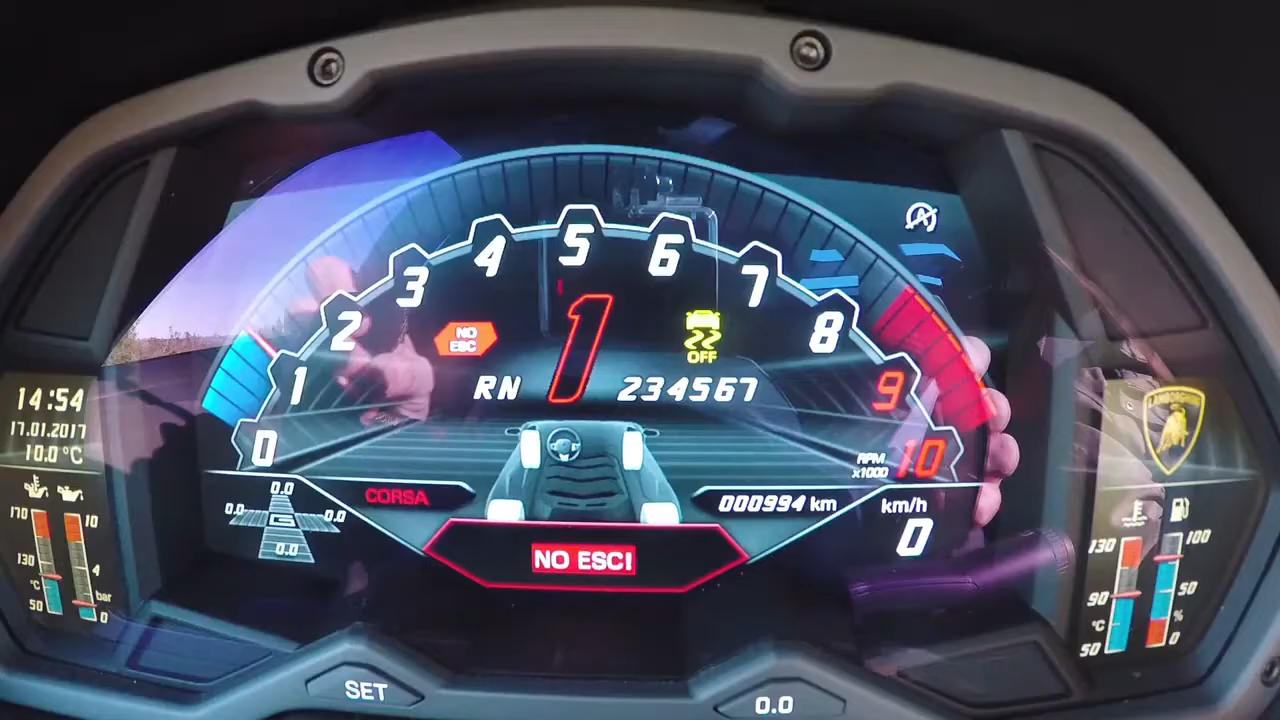 5
4
6
3
7
2
NO
ESC
1
OFF
8
1
RN
234567
9
0
RPM
x1000
10
14:54
17.01.2017
10.0 °C
170
130
°C
50
10
4
bar
0
0.0
0.0
G
0.0
0.0
CORSA
000994 km
km/h
0
NO ESC!
LAMBORGHINI
130
90
°C
50
100
50
%
0
SET
0.0